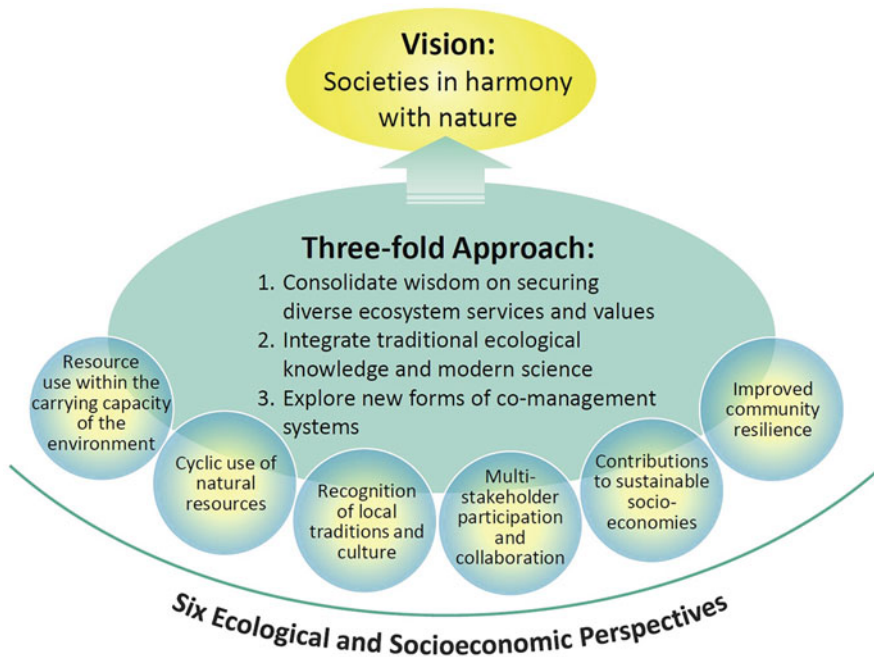 Vision:
Societies in harmony
with nature
Three-fold Approach:
1. Consolidate wisdom on securing
diverse ecosystem services and values
2. Integrate traditional ecological
knowledge and modern science
3. Explore new forms of co-management
systems
Resource
use within the
carrying capacity
of the
environment
Cyclic use of
natural
resources
Recognition
of local
traditions and
culture
Multi-
stakeholder
participation
and
collaboration
Contributions
to sustainable
socio-
economies
Improved
community
resilience
Six Ecological and Socioeconomic Perspectives